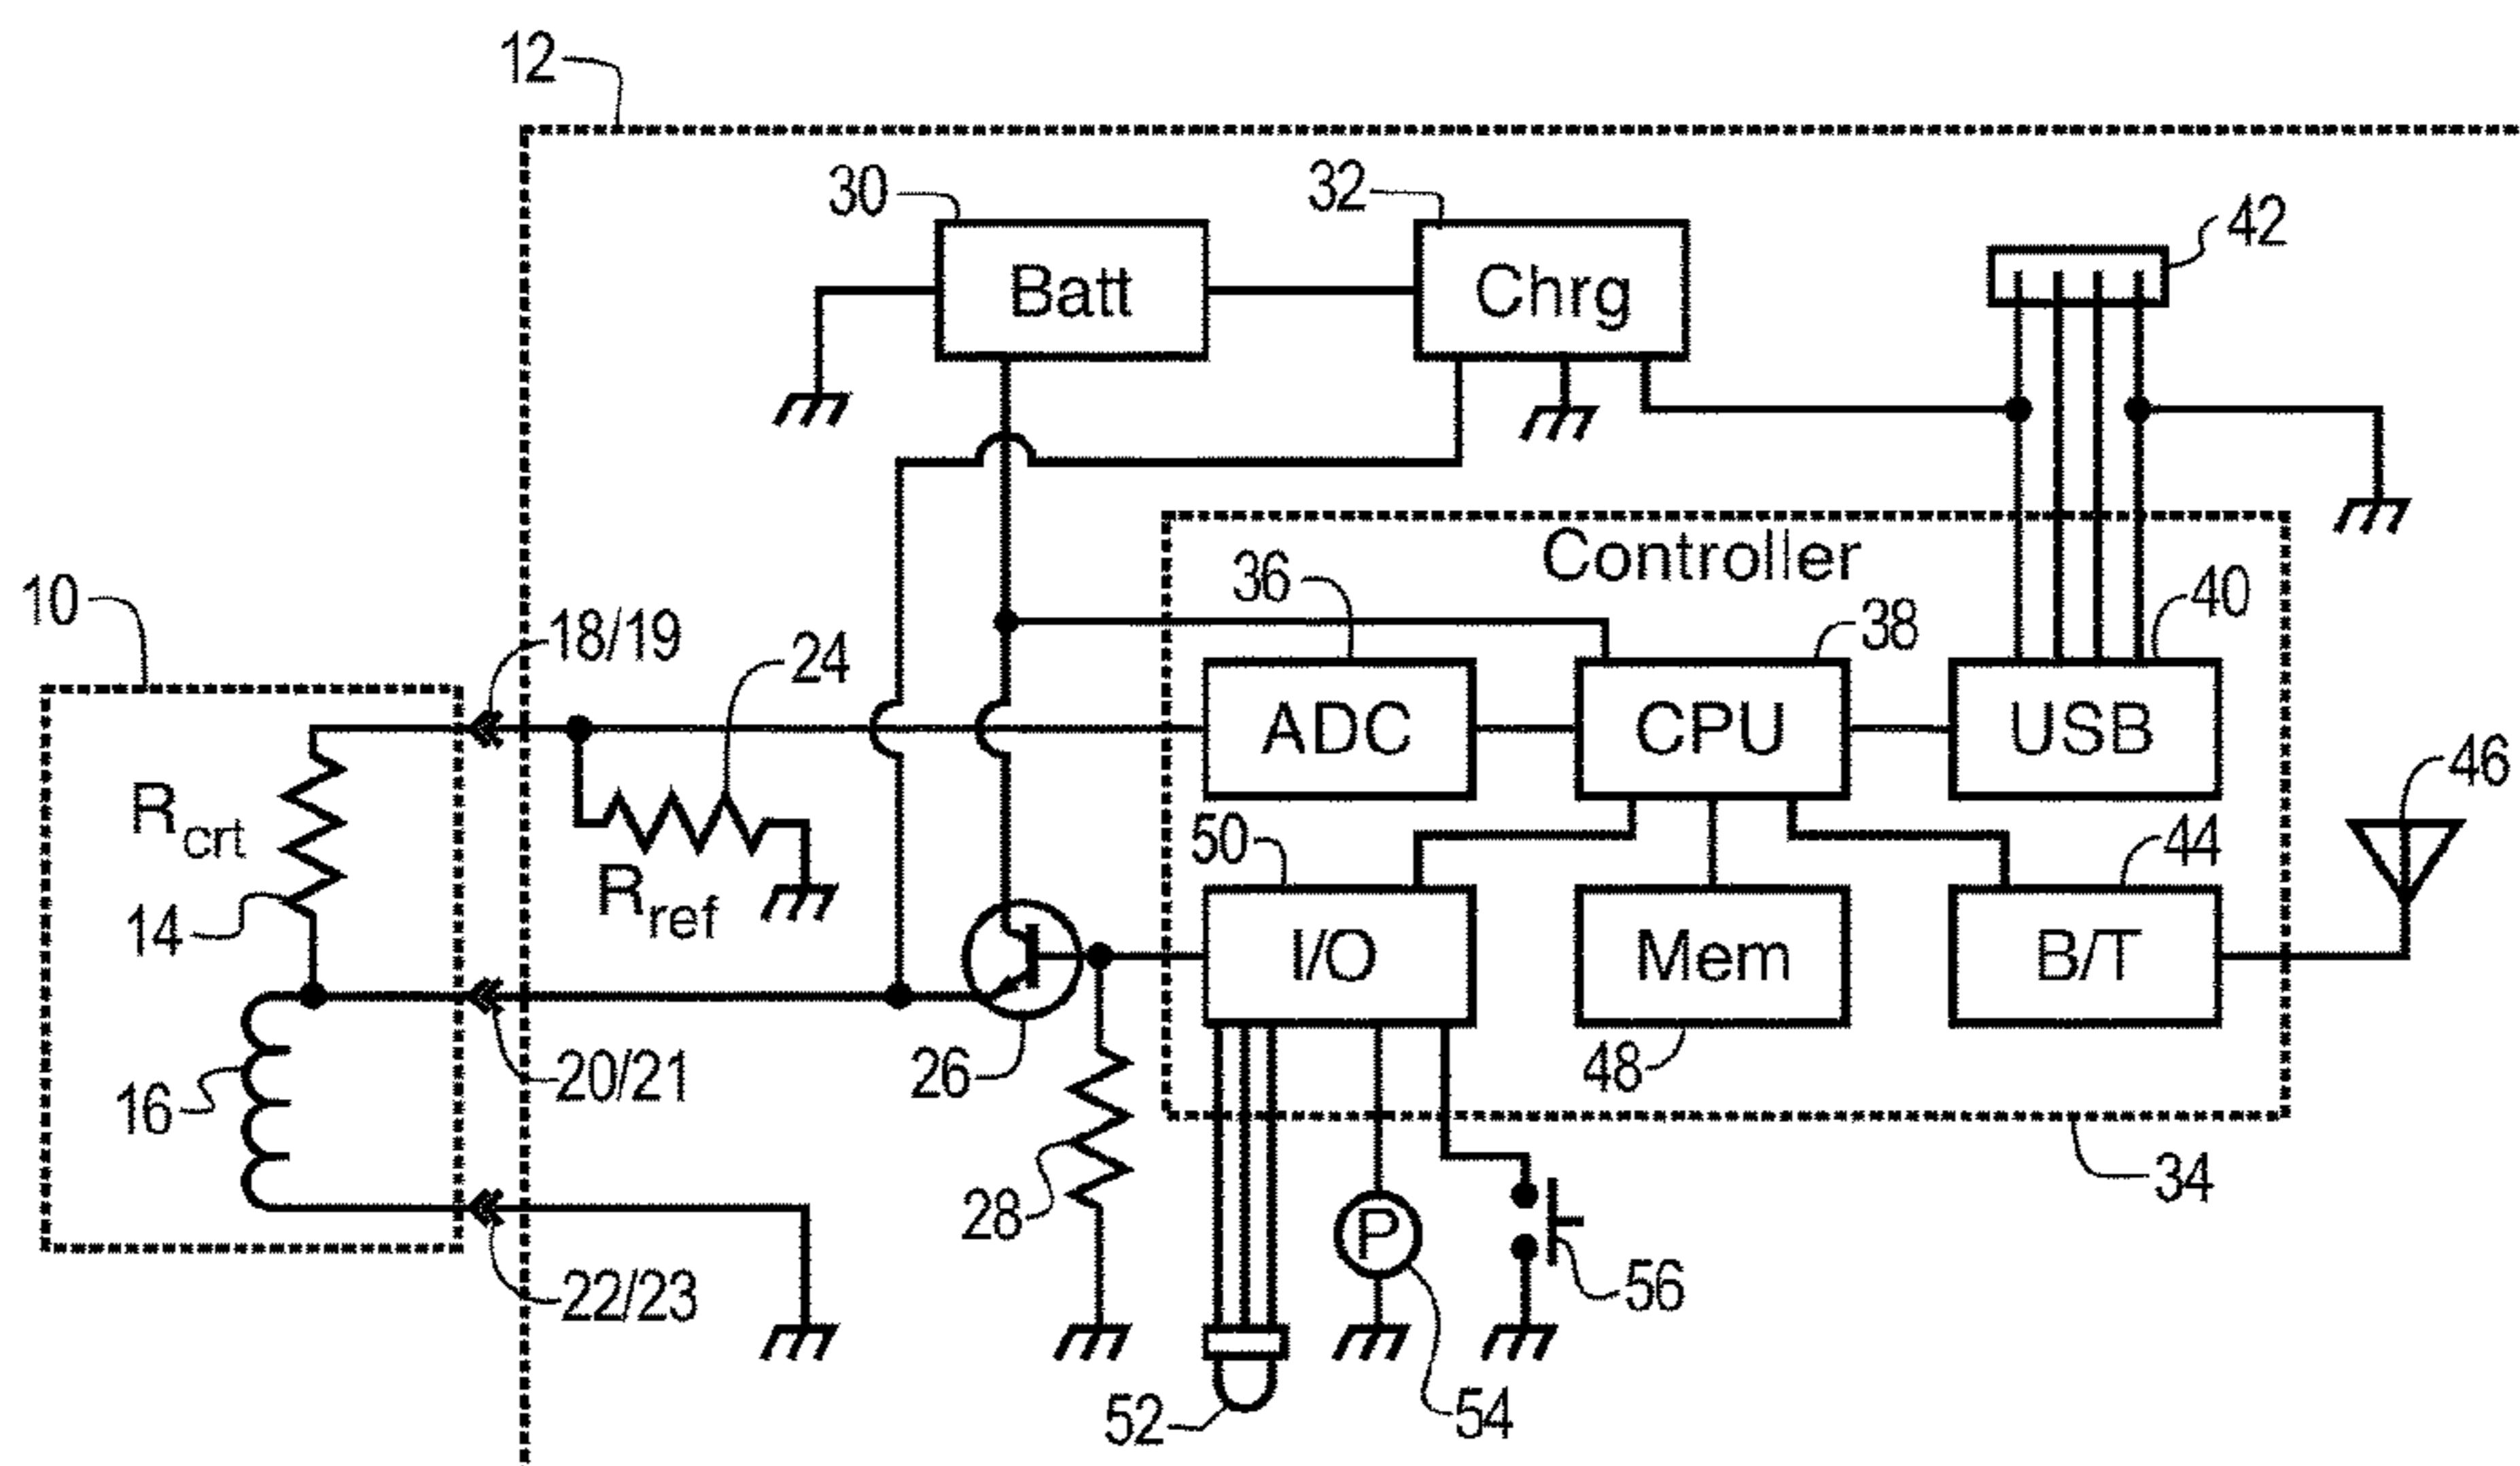 12
30
32
42
Batt
Chrg
Controller
36
38
40
10
18/19
24
ADC
CPU
USB
46
Rcrt
50
44
Rref
14
I/O
Mem
B/T
16
20/21
26
48
28
34
P
22/23
56
52
54